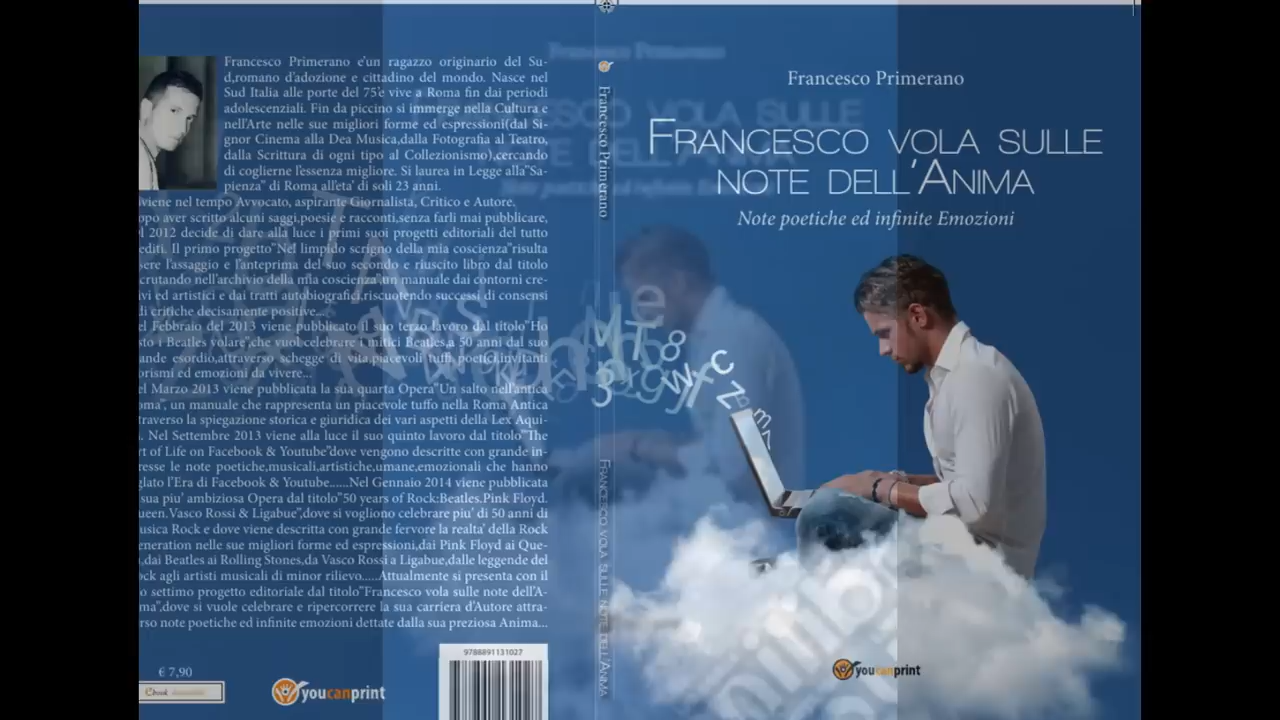 Francesco Primerano e'un ragazzo originario del Su-
d,romano d'adozione e cittadino del mondo. Nasce nel
Sud Italia alle porte del 75'e vive a Roma fin dai periodi
adolescenziali. Fin da piccino si immerge nella Cultura e
nell'Arte nelle sue migliori forme ed espressioni(dal Si-
gnor Cinema alla Dea Musica,dalla Fotografia al Teatro,
dalla Scrittura di ogni tipo al Collezionismo),cercando
di coglierne l'essenza migliore. Si laurea in Legge alla"Sa-
pienza" di Roma all'eta' di soli 23 anni.
viene nel tempo Avvocato, aspirante Giornalista, Critico e Autore.
opo aver scritto alcuni saggi,poesie e racconti,senza farli mai pubblicare,
l 2012 decide di dare alla luce i primi suoi progetti editoriali del tutto
editi. Il primo progetto"Nel limpido scrigno della mia coscienza"risulta
sere l'assaggio e l'anteprima del suo secondo e riuscito libro dal titolo
crutando nell'archivio della mia coscienza,un manuale dai contorni cre-
ivi ed artistici e dai tratti autobiografici,riscuotendo successi di consensi
di critiche decisamente positive...
el Febbraio del 2013 viene pubblicato il suo terzo lavoro dal titolo"Ho
sto i Beatles volare",che vuol celebrare i mitici Beatles,a 50 anni dal suo
ande esordio,attraverso schegge di vita,piacevoli tuffi poetici,invitanti
orismi ed emozioni da vivere...
el Marzo 2013 viene pubblicata la sua quarta Opera"Un salto nell'antica
oma", un manuale che rappresenta un piacevole tuffo nella Roma Antica
traverso la spiegazione storica e giuridica dei vari aspetti della Lex Aqui-
. Nel Settembre 2013 viene alla luce il suo quinto lavoro dal titolo"The
rt of Life on Facebook & Youtube"dove vengono descritte con grande in-
resse le note poetiche,musicali,artistiche,umane,emozionali che hanno
glato l'Era di Facebook & Youtube......Nel Gennaio 2014 viene pubblicata
sua piu' ambiziosa Opera dal titolo"50 years of Rock:Beatles.Pink Floyd.
ueen.Vasco Rossi & Ligabue",dove si vogliono celebrare piu' di 50 anni di
usica Rock e dove viene descritta con grande fervore la realta' della Rock
eneration nelle sue migliori forme ed espressioni,dai Pink Floyd ai Que-
,dai Beatles ai Rolling Stones,da Vasco Rossi a Ligabue,dalle leggende del
ock agli artisti musicali di minor rilievo.....Attualmente si presenta con il
o settimo progetto editoriale dal titolo"Francesco vola sulle note dell'A-
ma",dove si vuole celebrare e ripercorrere la sua carriera d'Autore attra-
rso note poetiche ed infinite emozioni dettate dalla sua preziosa Anima...
€ 7,90
Ebook
youcanprint
9788891131027
Francesco Primerano
FRANCESCO VOLA SULLE NOTE DELL'ANIMA
Francesco Primerano
FRANCESCO VOLA SULLE
NOTE DELL'ANIMA
Note poetiche ed infinite Emozioni
youcanprint